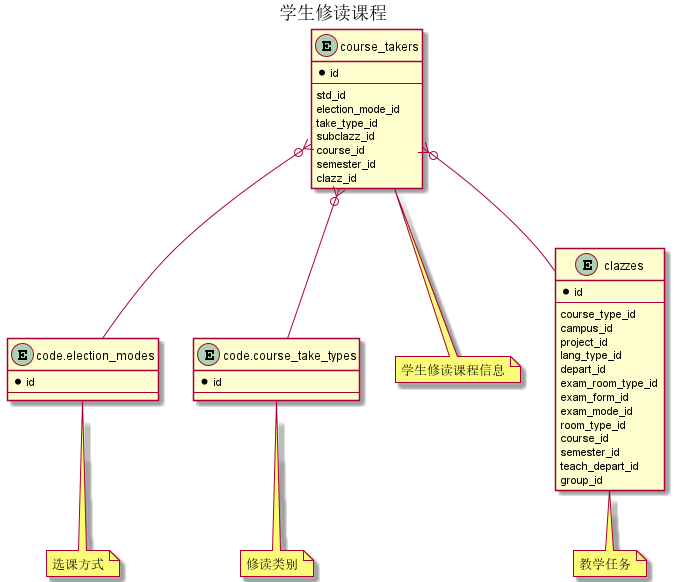 学生修读课程
E course_takers
id
std_id
election_mode_id
take_type_id
subclazz_id
course_id
semester_id
clazz_id
E clazzes
id
course_type_id
campus_id
project_id
lang_type_id
depart_id
exam_room_type_id
exam_form_id
exam_mode_id
room_type_id
course_id
semester_id
teach_depart_id
group_id
E code.election_modes
id
E code.course_take_types
id
学生修读课程信息
选课方式
修读类别
教学任务